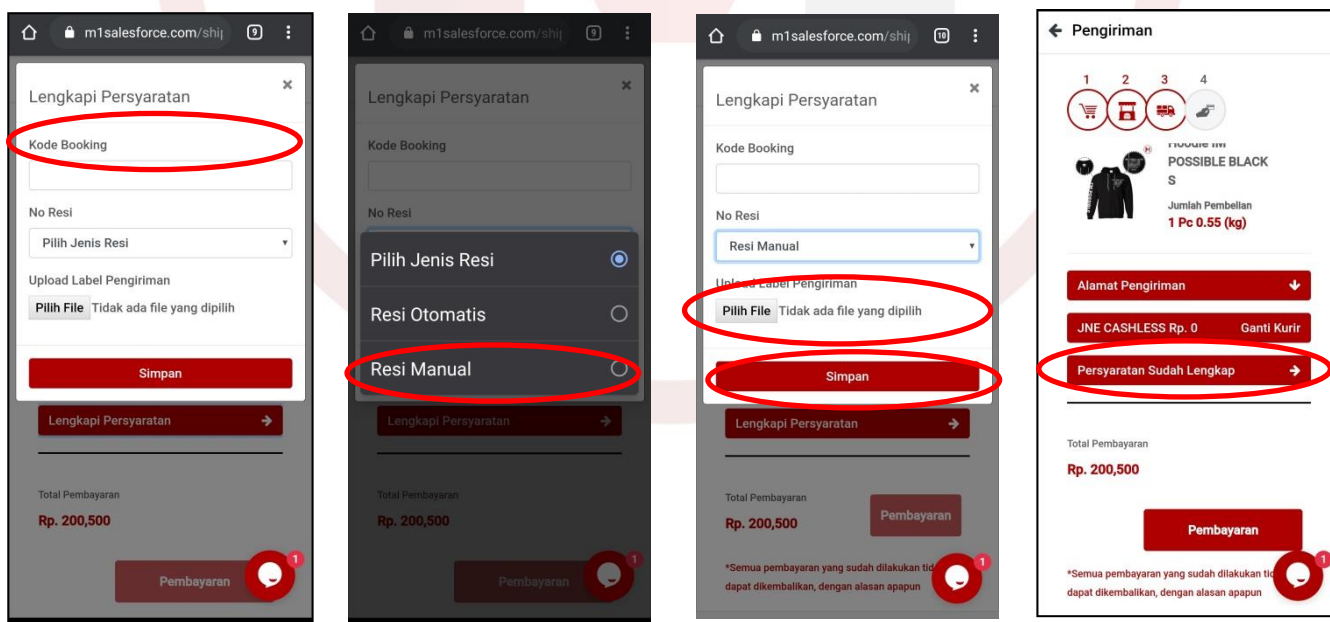 m1salesforce.com/ship
9
Lengkapi Persyaratan
×
Kode Booking
No Resi
Pilih Jenis Resi
Upload Label Pengiriman
Pilih File Tidak ada file yang dipilih
Simpan
Lengkapi Persyaratan
Total Pembayaran
Rp. 200,500
Pembayaran
1
m1salesforce.com/ship
9
Lengkapi Persyaratan
×
Kode Booking
No Resi
Pilih Jenis Resi
Resi Otomatis
Resi Manual
Lengkapi Persyaratan
Total Pembayaran
Rp. 200,500
Pembayaran
1
m1salesforce.com/ship
10
Lengkapi Persyaratan
×
Kode Booking
No Resi
Resi Manual
Upload Label Pengiriman
Pilih File Tidak ada file yang dipilih
Simpan
Lengkapi Persyaratan
Total Pembayaran
Rp. 200,500
Pembayaran
*Semua pembayaran yang sudah dilakukan
dapat dikembalikan, dengan alasan apapun
1
Pengiriman
1 2 3 4
Hoodie IM
POSSIBLE BLACK
S
Jumlah Pembelian
1 Pc 0.55 (kg)
Alamat Pengiriman
JNE CASHLESS Rp. 0 Ganti Kurir
Persyaratan Sudah Lengkap
Total Pembayaran
Rp. 200,500
Pembayaran
*Semua pembayaran yang sudah dilakukan
dapat dikembalikan, dengan alasan apapun
1